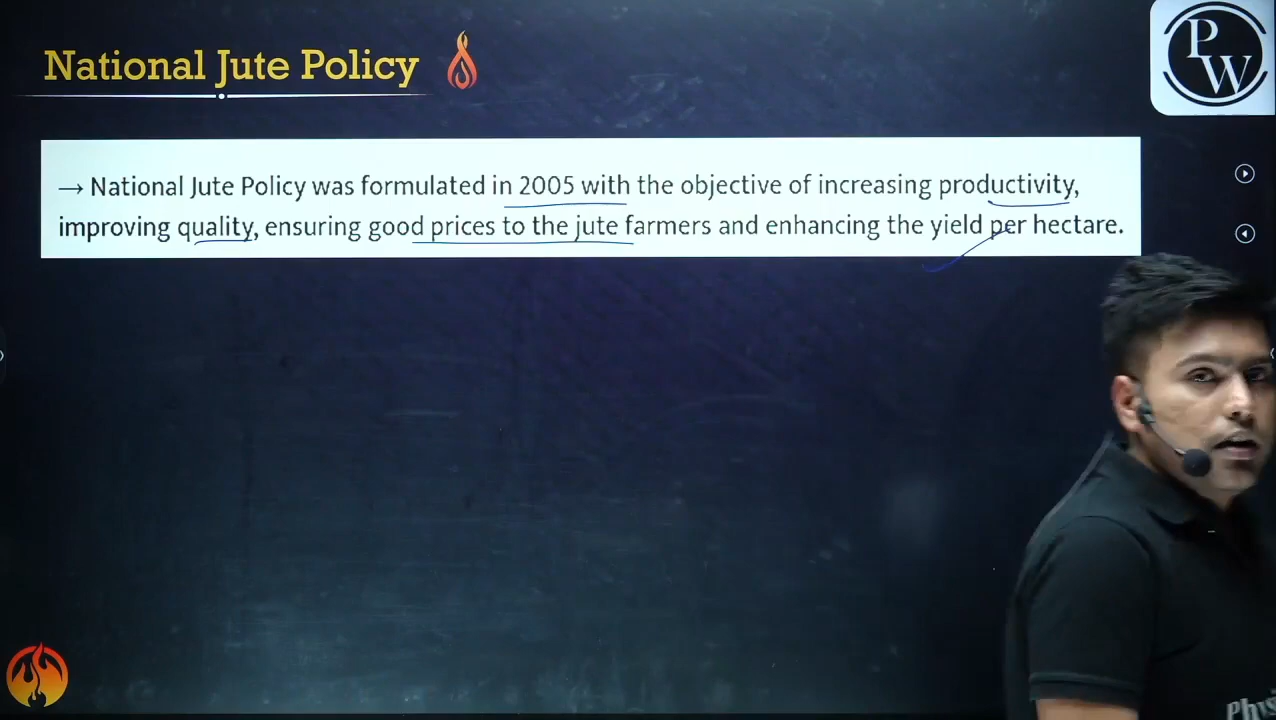 National Jute Policy
PW
→ National Jute Policy was formulated in 2005 with the objective of increasing productivity,
improving quality, ensuring good prices to the jute farmers and enhancing the yield per hectare.